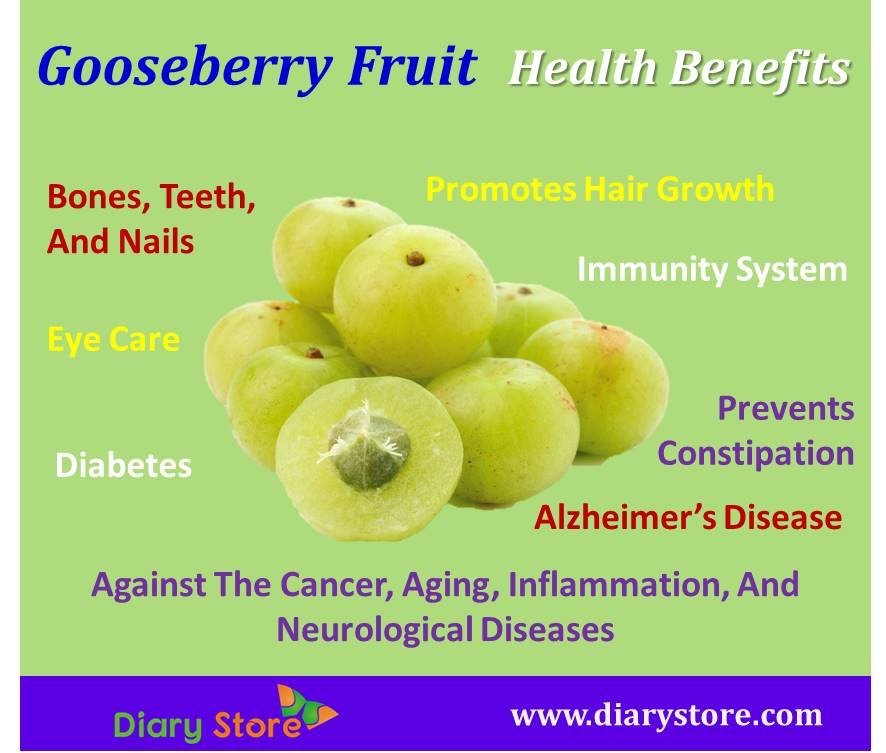 Gooseberry Fruit Health Benefits
Bones, Teeth,
And Nails
Promotes Hair Growth
Immunity System
Eye Care
Prevents
Constipation
Diabetes
Alzheimer’s Disease
Against The Cancer, Aging, Inflammation, And
Neurological Diseases
Diary Store
www.diarystore.com